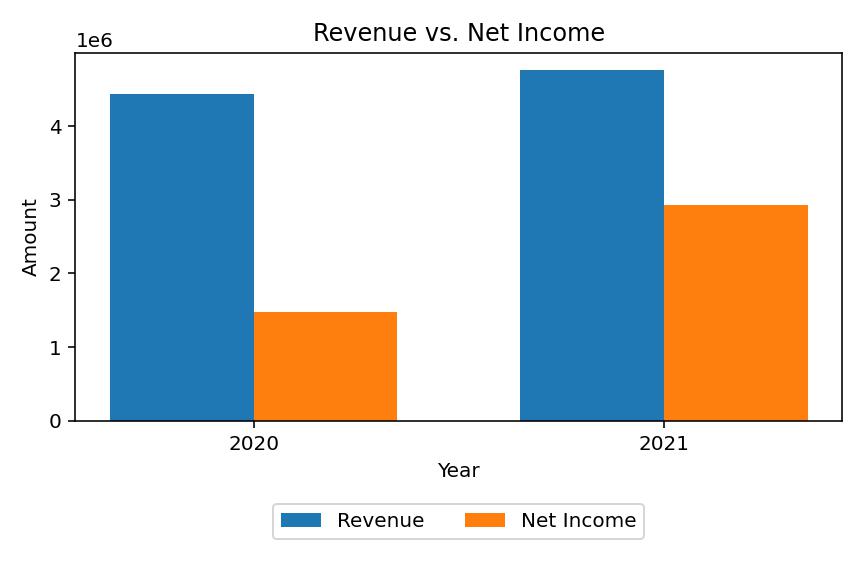 Revenue vs. Net Income
1e6
4
3
2
1
0
Amount
2020 2021
Year
Revenue Net Income